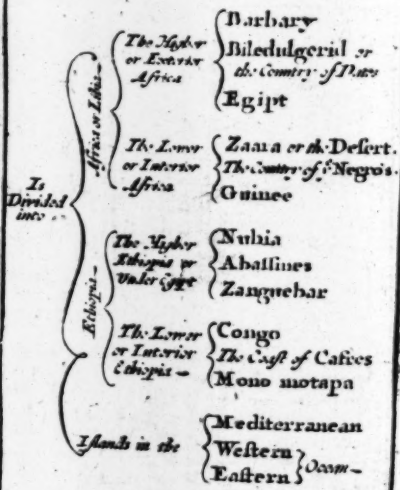 Is
Divided
into
Africa or Libia
The Higher
or Exterior
Africa
Barbary
Biledulgerid or
the Country of Dates
Egipt
The Lower
or Interior
Africa
Zaara or the Desert.
The Country of yᵉ Negro's.
Guinee
Ethiopia
The Higher
Ethiopia or
Under Egypt
Nubia
Abassines
Zanguebar
The Lower
or Interior
Ethiopia
Congo
The Coast of Cafres
Mono motapa
Islands in the
Mediterranean
Western
Eastern
Ocean